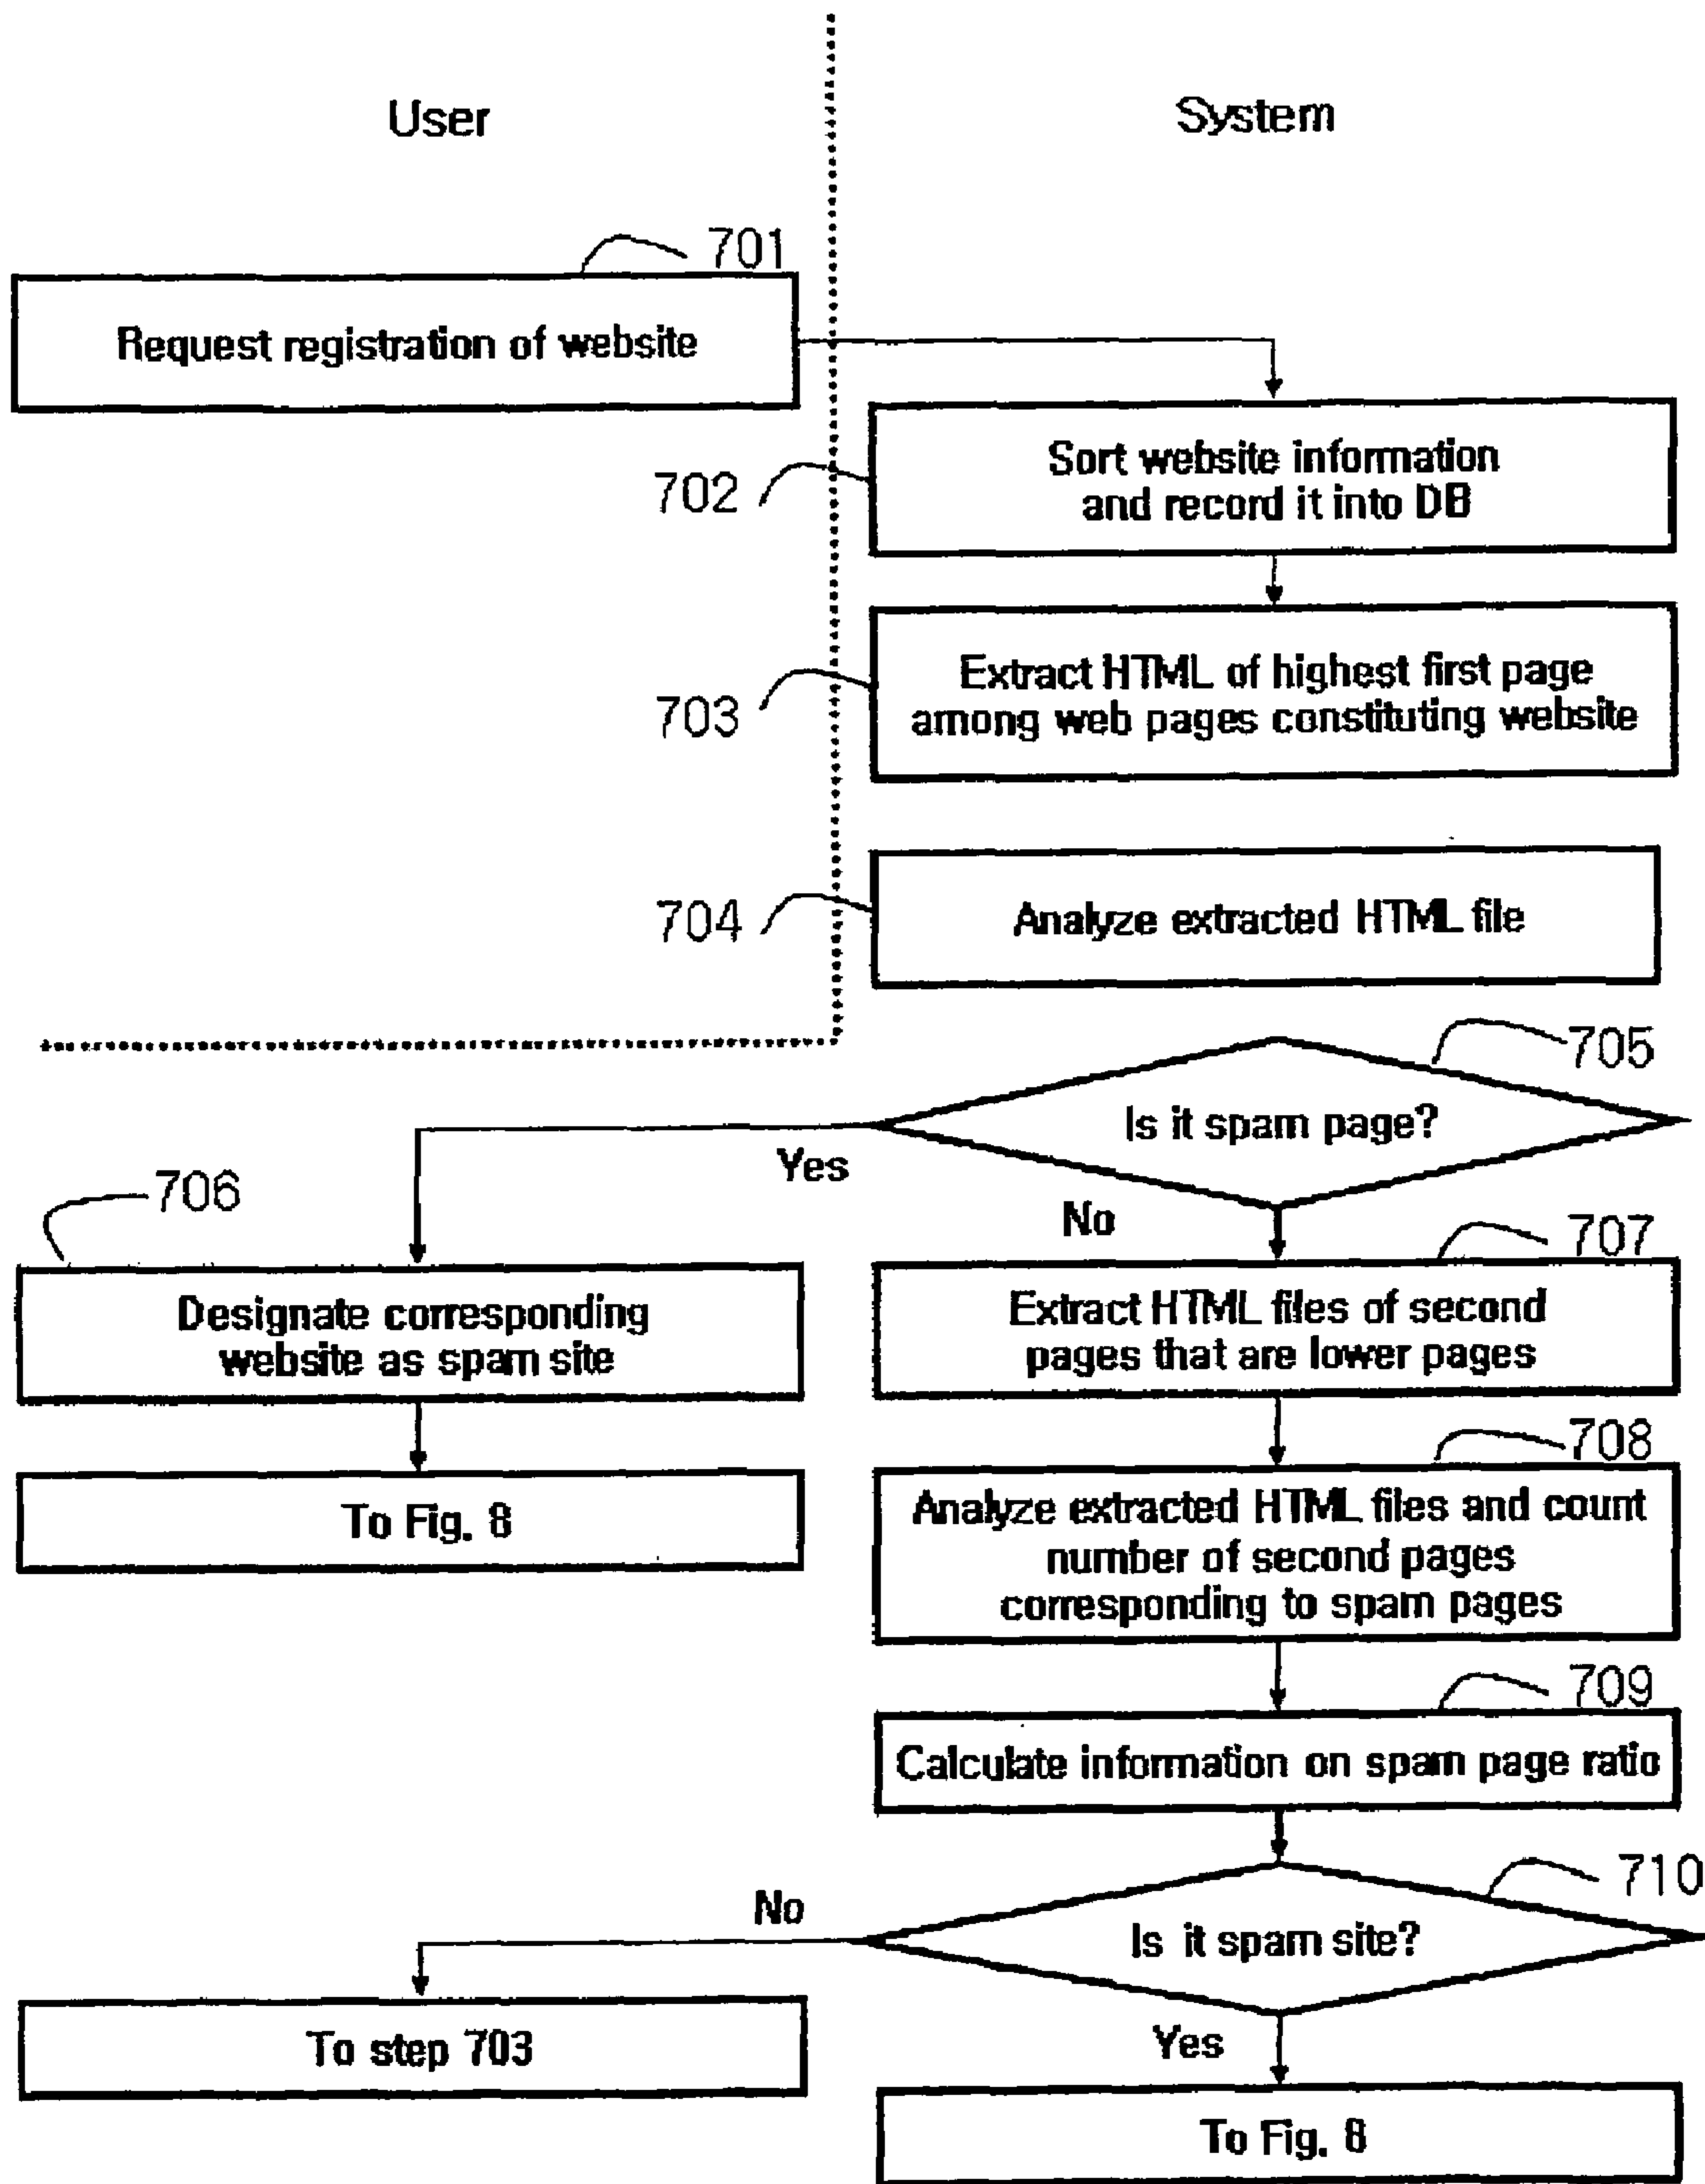 User
System
701
Request registration of website
702
Sort website information
and record it into DB
703
Extract HTML of highest first page
among web pages constituting website
704
Analyze extracted HTML file
705
Is it spam page?
Yes
No
706
Designate corresponding
website as spam site
To Fig. 8
707
Extract HTML files of second
pages that are lower pages
708
Analyze extracted HTML files and count
number of second pages
corresponding to spam pages
709
Calculate information on spam page ratio
710
Is it spam site?
No
To step 703
Yes
To Fig. 8